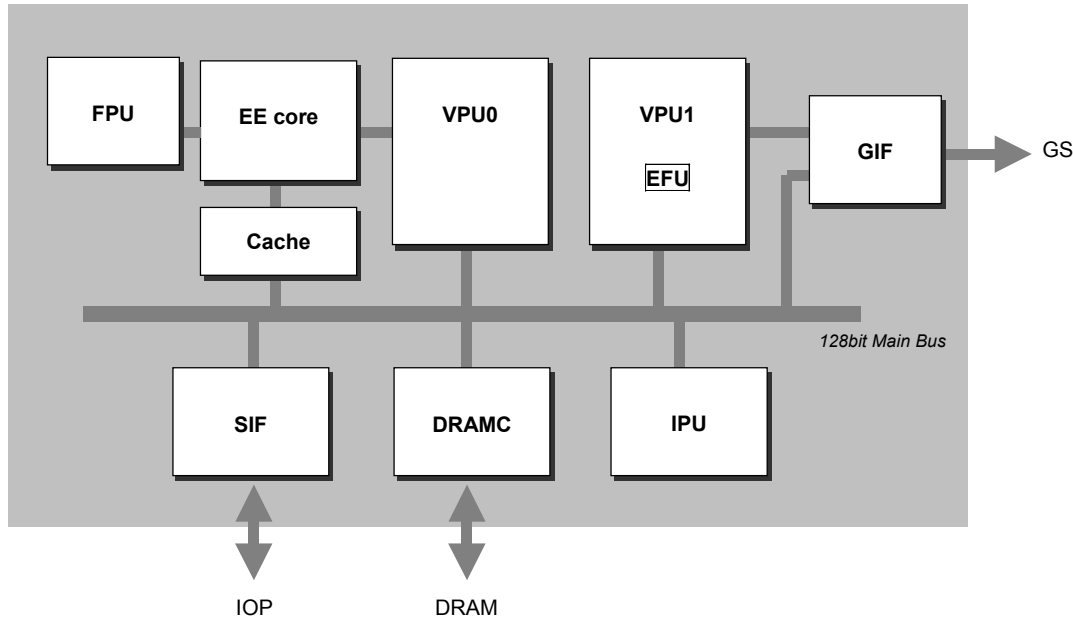 FPU
EE core
VPU0
VPU1
EFU
GIF
GS
Cache
128bit Main Bus
SIF
DRAMC
IPU
IOP
DRAM